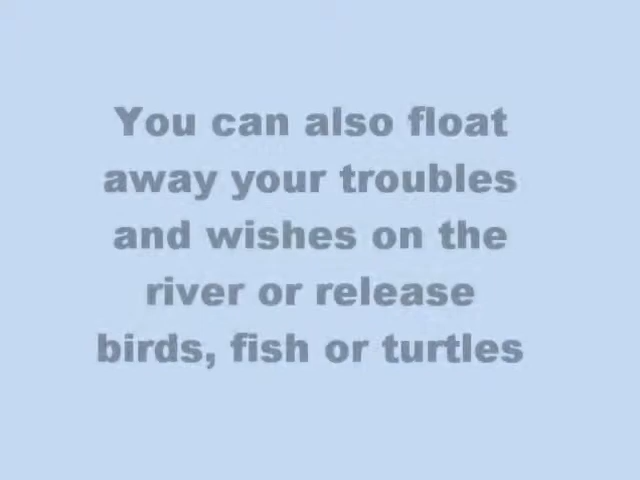 You can also float
away your troubles
and wishes on the
river or release
birds, fish or turtles